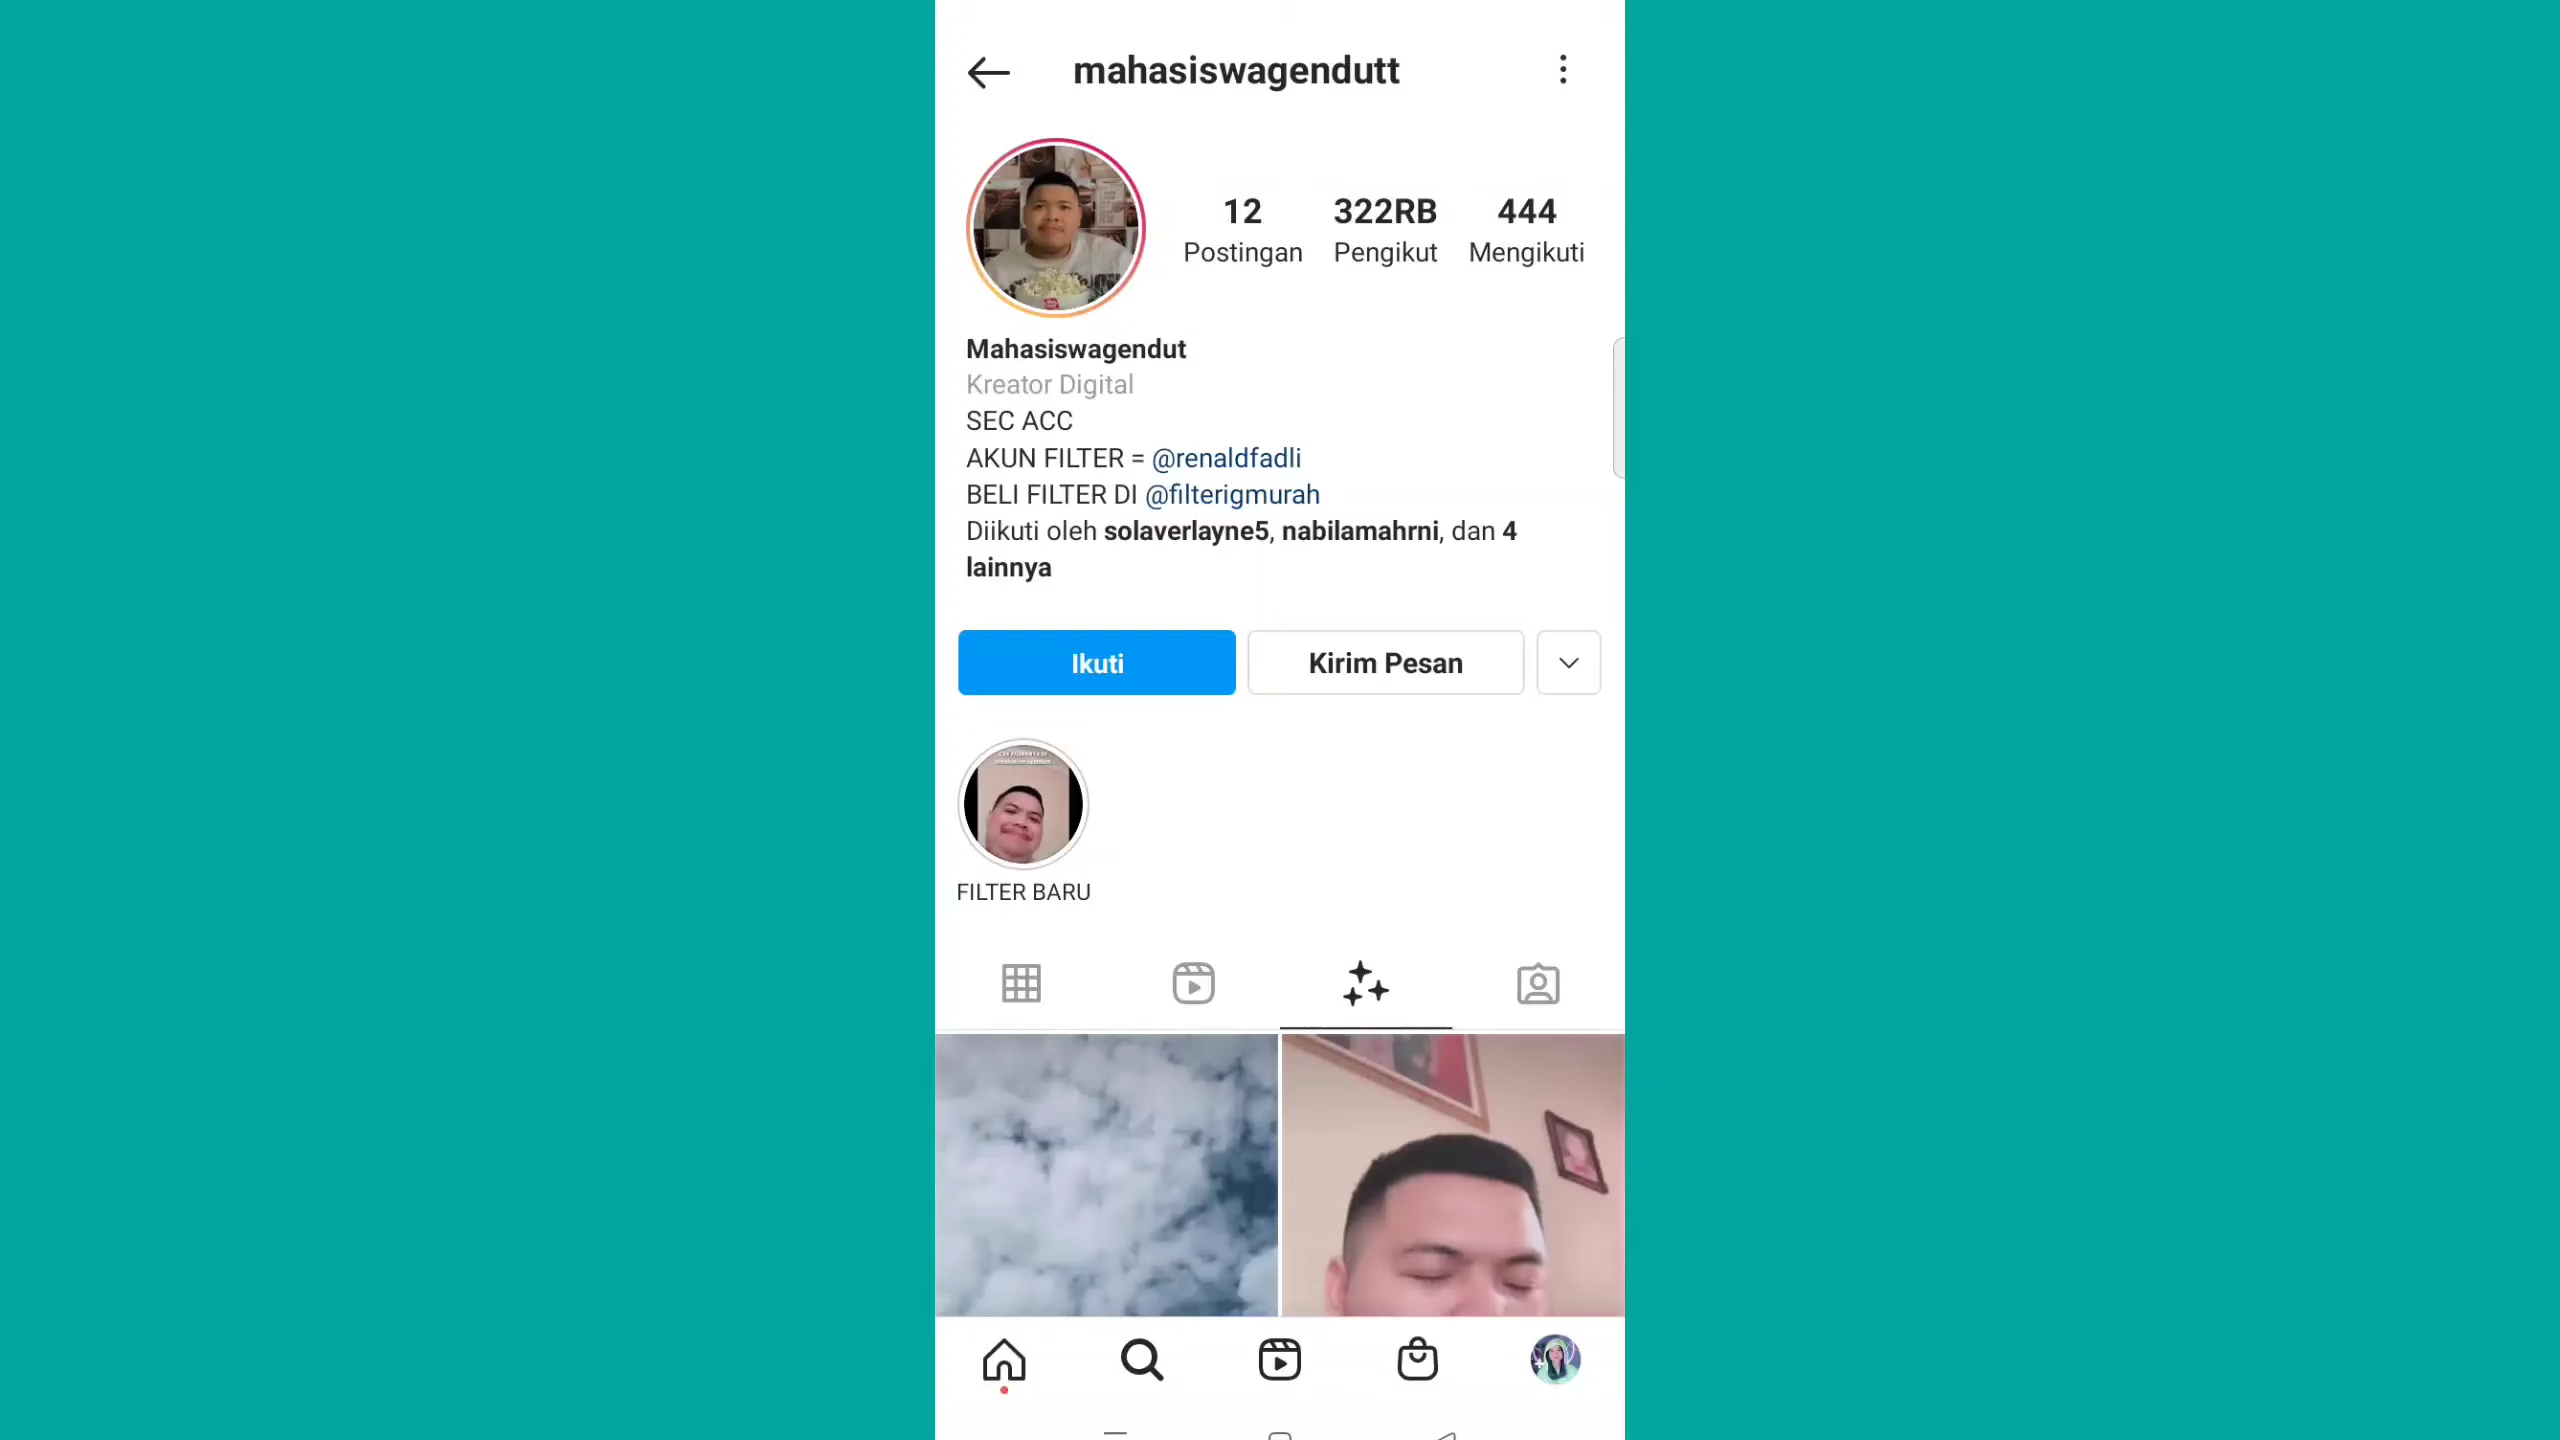 mahasiswagendutt
12 322RB 444
Postingan Pengikut Mengikuti
Mahasiswagendut
Kreator Digital
SEC ACC
AKUN FILTER = @renaldfadli
BELI FILTER DI @filterigmurah
Diikuti oleh solaverlayne5, nabilamahrni, dan 4
lainnya
Ikuti Kirim Pesan
FILTER BARU